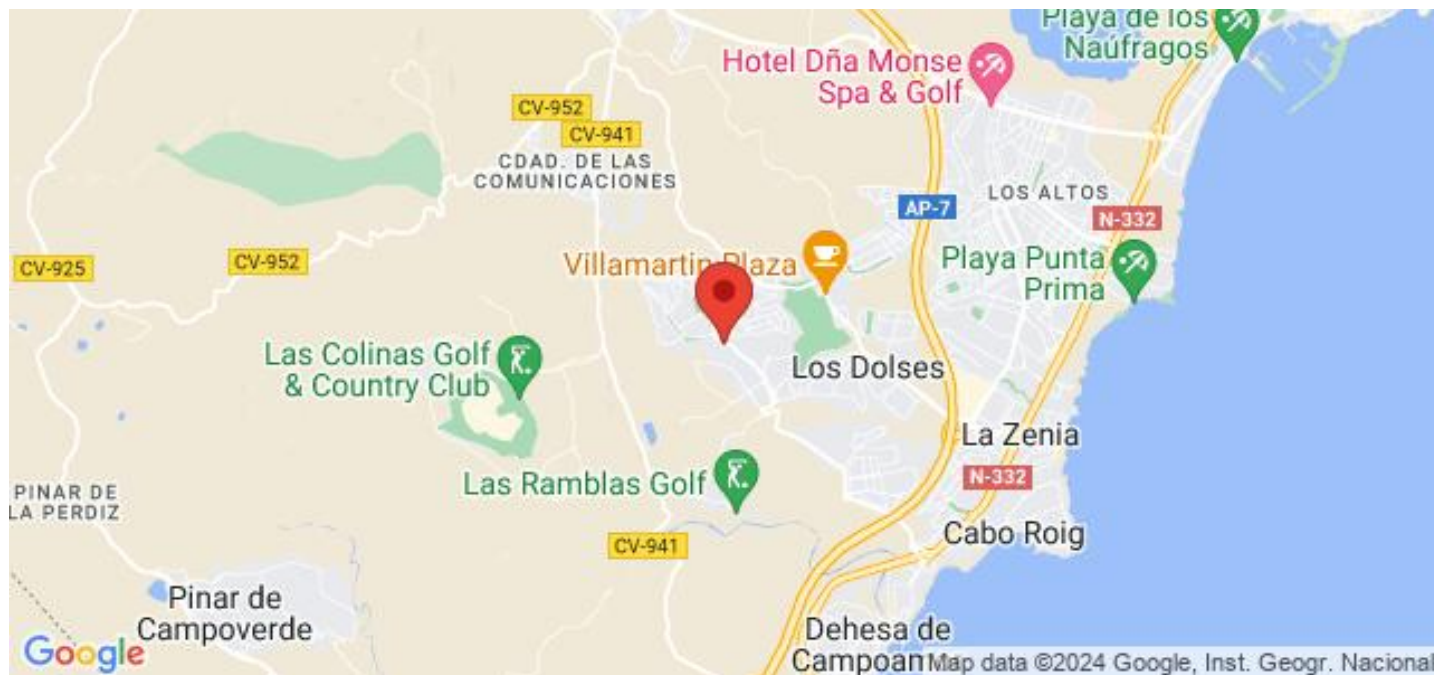 Playa de los
Naúfragos
Hotel Dña Monse
Spa & Golf
CV-952
CV-941
CDAD. DE LAS
COMUNICACIONES
LOS ALTOS
AP-7
N-332
CV-925
CV-952
Villamartin Plaza
Playa Punta
Prima
Las Colinas Golf
& Country Club
Los Dolses
La Zenia
N-332
Las Ramblas Golf
PINAR DE
LA PERDIZ
Cabo Roig
CV-941
Pinar de
Campoverde
Dehesa de
Google
Map data ©2024 Google, Inst. Geogr. Nacional